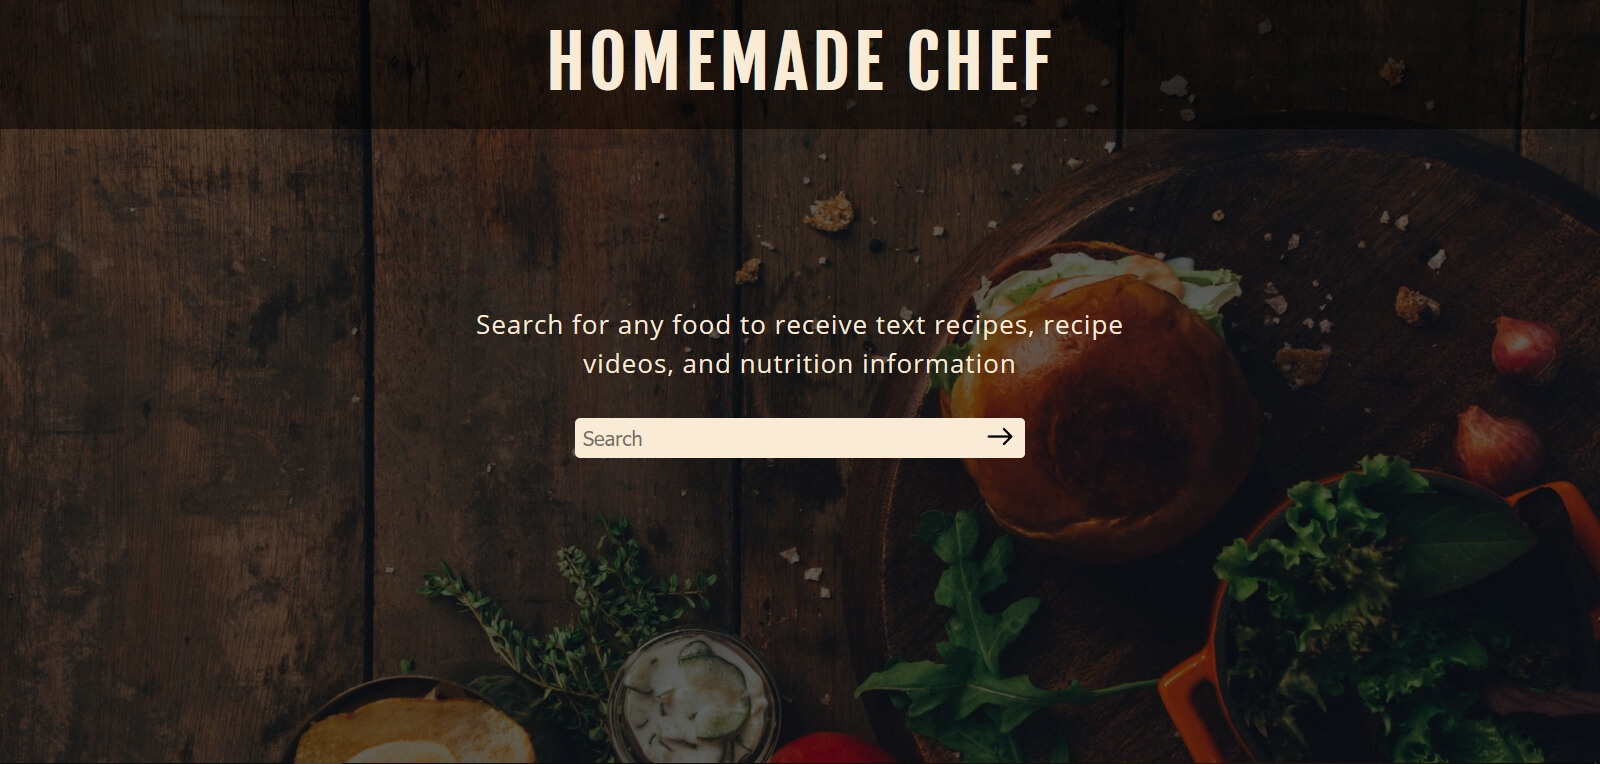 HOMEMADE CHEF
Search for any food to receive text recipes, recipe
videos, and nutrition information
Search